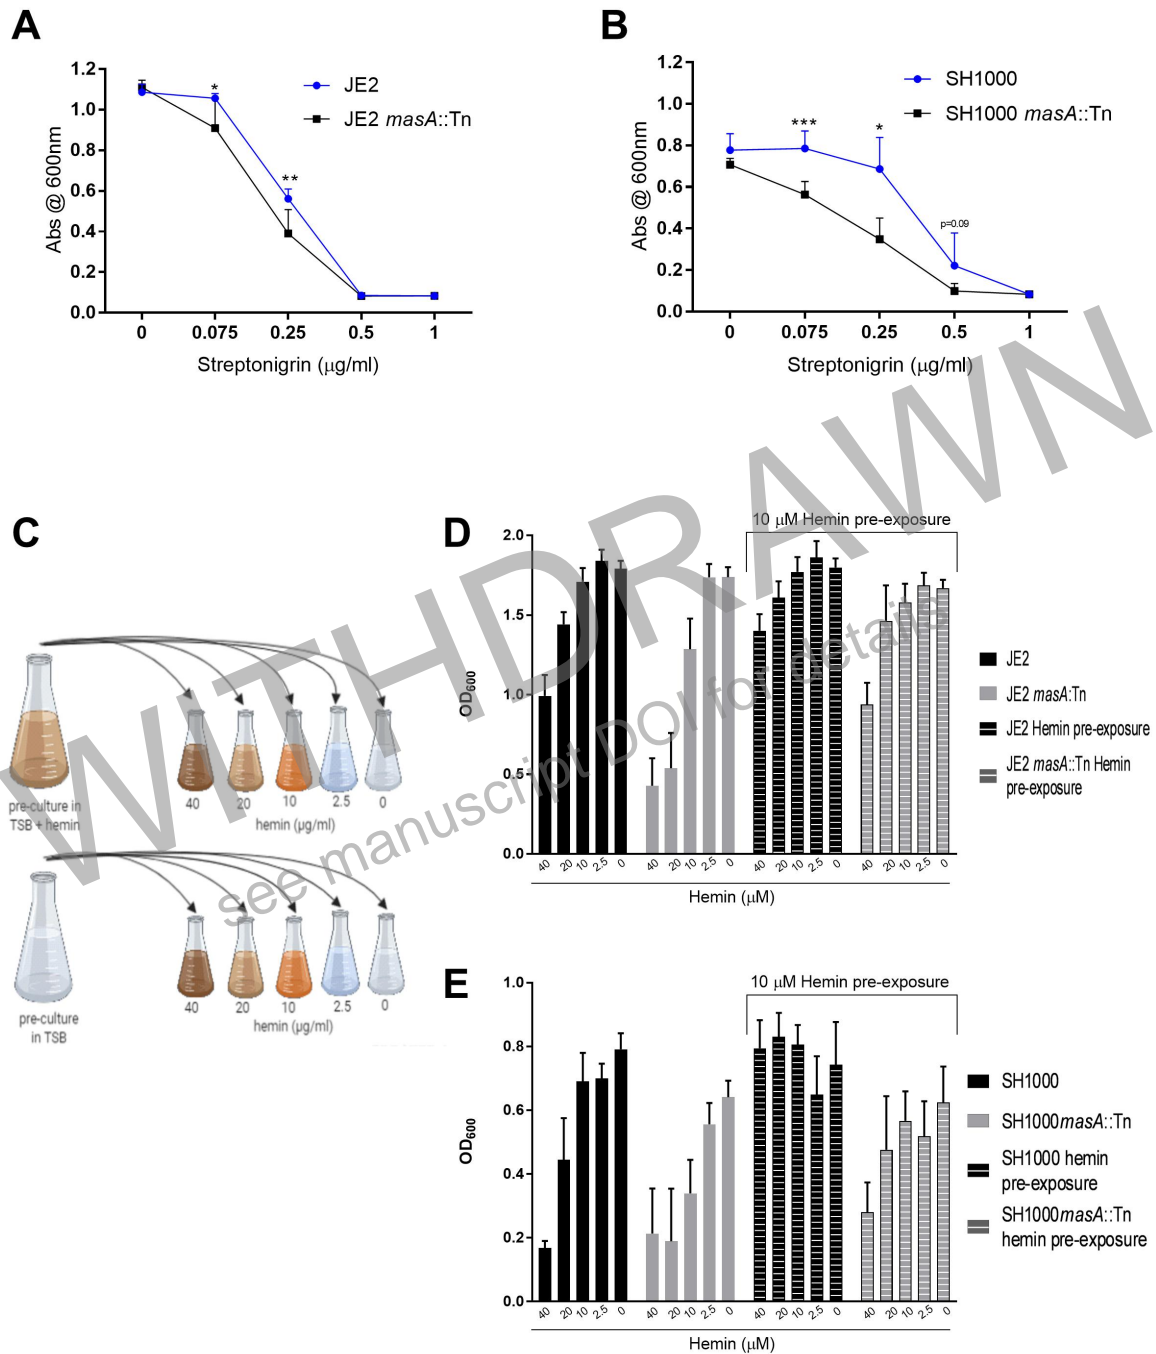 A
1.2
1.0
0.8
0.6
0.4
0.2
0.0
Abs @ 600nm
*
**
JE2
JE2 masA::Tn
0 0.075 0.25 0.5 1
Streptonigrin (μg/ml)
B
1.2
1.0
0.8
0.6
0.4
0.2
0.0
Abs @ 600nm
***
*
p=0.09
SH1000
SH1000 masA::Tn
0 0.075 0.25 0.5 1
Streptonigrin (μg/ml)
WITHDRAWN
see manuscript DOI for details
C
pre-culture in
TSB + hemin
40 20 10 2.5 0
hemin (μg/ml)
pre-culture
in TSB
40 20 10 2.5 0
hemin (μg/ml)
D
10 μM Hemin pre-exposure
2.0
1.5
1.0
0.5
0.0
OD600
40 20 10 2.5 0 40 20 10 2.5 0 40 20 10 2.5 0 40 20 10 2.5 0
Hemin (μM)
JE2
JE2 masA:Tn
JE2 Hemin pre-exposure
JE2 masA::Tn Hemin
pre-exposure
E
10 μM Hemin pre-exposure
1.0
0.8
0.6
0.4
0.2
0.0
OD600
40 20 10 2.5 0 40 20 10 2.5 0 40 20 10 2.5 0 40 20 10 2.5 0
Hemin (μM)
SH1000
SH1000masA::Tn
SH1000 hemin
pre-exposure
SH1000masA::Tn
hemin pre-exposure